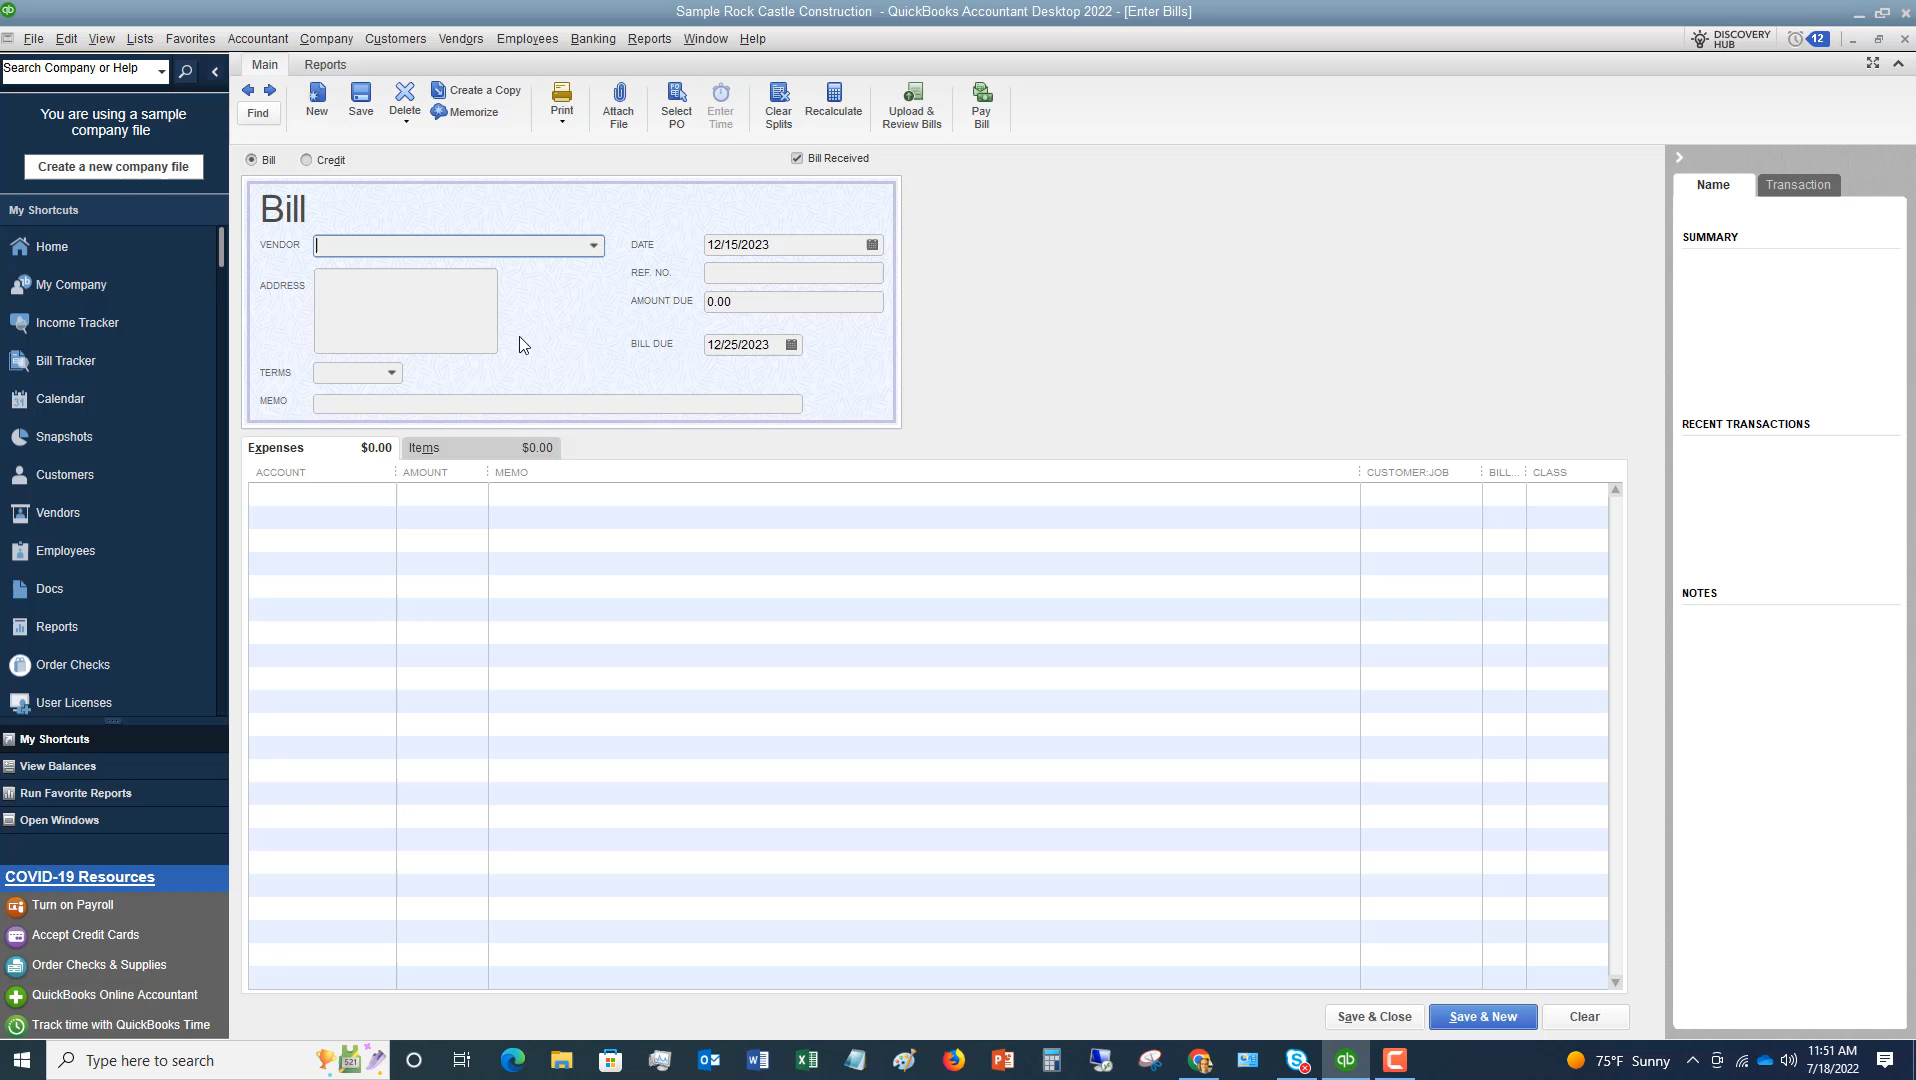 Sample Rock Castle Construction - QuickBooks Accountant Desktop 2022 - [Enter Bills]
File Edit View Lists Favorites Accountant Company Customers Vendors Employees Banking Reports Window Help
DISCOVERY HUB
12
Search Company or Help
Main Reports
You are using a sample company file
Create a new company file
Find
New
Save
Delete
Create a Copy
Memorize
Print
Attach File
Select PO
Enter Time
Clear Splits
Recalculate
Upload & Review Bills
Pay Bill
My Shortcuts
Home
My Company
Income Tracker
Bill Tracker
Calendar
31
Snapshots
Customers
Vendors
Employees
Docs
Reports
Order Checks
User Licenses
My Shortcuts
View Balances
Run Favorite Reports
Open Windows
COVID-19 Resources
Turn on Payroll
Accept Credit Cards
Order Checks & Supplies
QuickBooks Online Accountant
Track time with QuickBooks Time
Bill Credit Bill Received
Bill
VENDOR
DATE 12/15/2023
REF. NO.
ADDRESS
AMOUNT DUE 0.00
BILL DUE 12/25/2023
TERMS
MEMO
Expenses $0.00 Items $0.00
ACCOUNT AMOUNT MEMO CUSTOMER:JOB BILL... CLASS
Save & Close Save & New Clear
Name Transaction
SUMMARY
RECENT TRANSACTIONS
NOTES
Type here to search
521
75°F Sunny
11:51 AM
7/18/2022